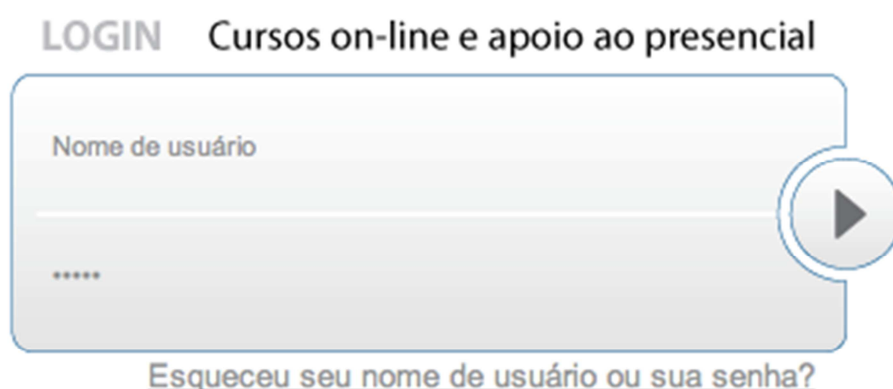 LOGIN Cursos on-line e apoio ao presencial
Nome de usuário
•••••
Esqueceu seu nome de usuário ou sua senha?